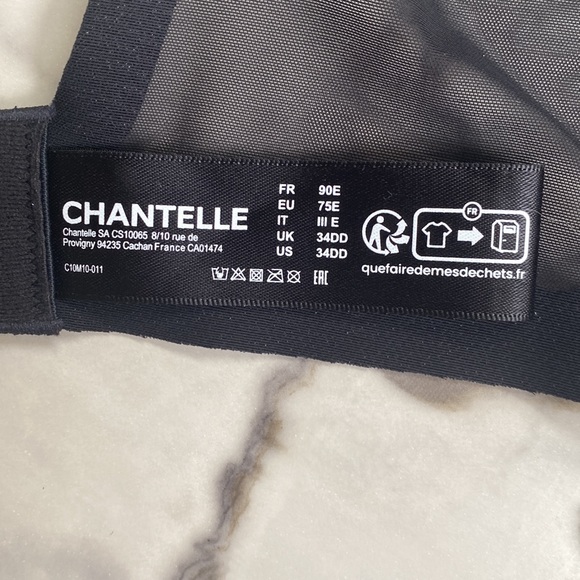 CHANTELLE
Chantelle SA CS10065 8/10 rue de
Provigny 94235 Cachan France CA01474
C10M10-011
FR 90E
EU 75E
IT III E
UK 34DD
US 34DD
EAC
FR
quefairedemesdechets.fr